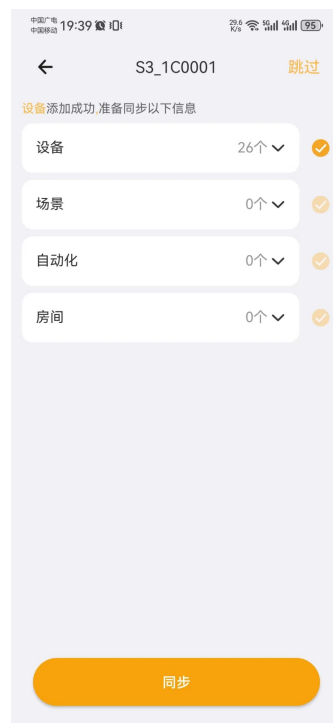 中国广电
中国移动 19:39 29.6 K/s 5G 4G 95
S3_1C0001 跳过
设备添加成功,准备同步以下信息
设备 26个
场景 0个
自动化 0个
房间 0个
同步